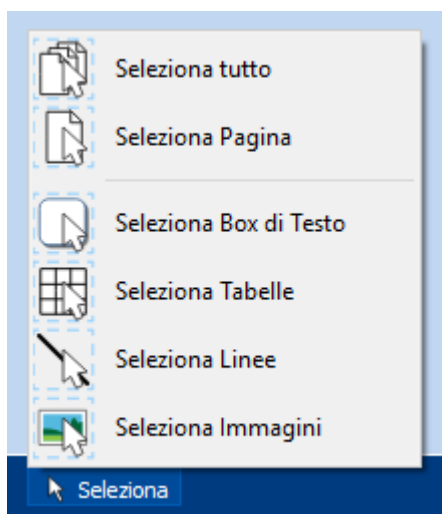 Seleziona tutto
Seleziona Pagina
Seleziona Box di Testo
Seleziona Tabelle
Seleziona Linee
Seleziona Immagini
Seleziona